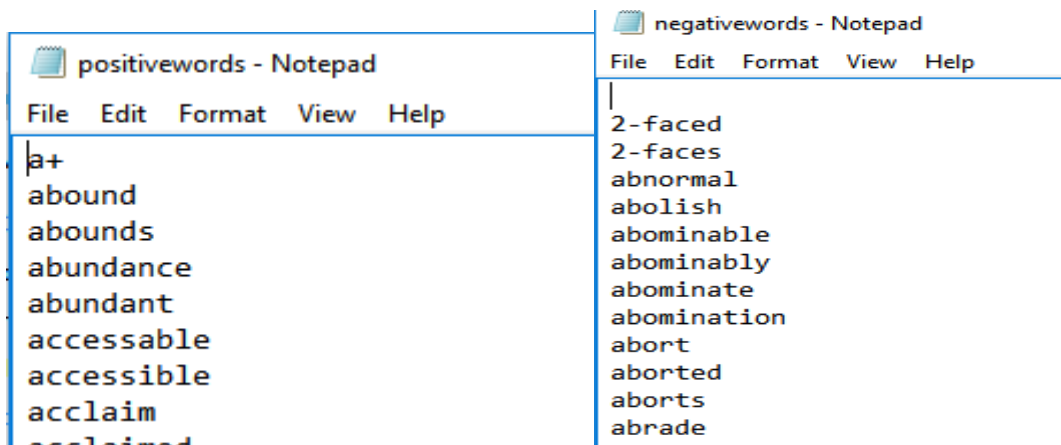 positivewords - Notepad
File Edit Format View Help
a+
abound
abounds
abundance
abundant
accessable
accessible
acclaim
acclaimed
negativewords - Notepad
File Edit Format View Help
2-faced
2-faces
abnormal
abolish
abominable
abominably
abominate
abomination
abort
aborted
aborts
abrade